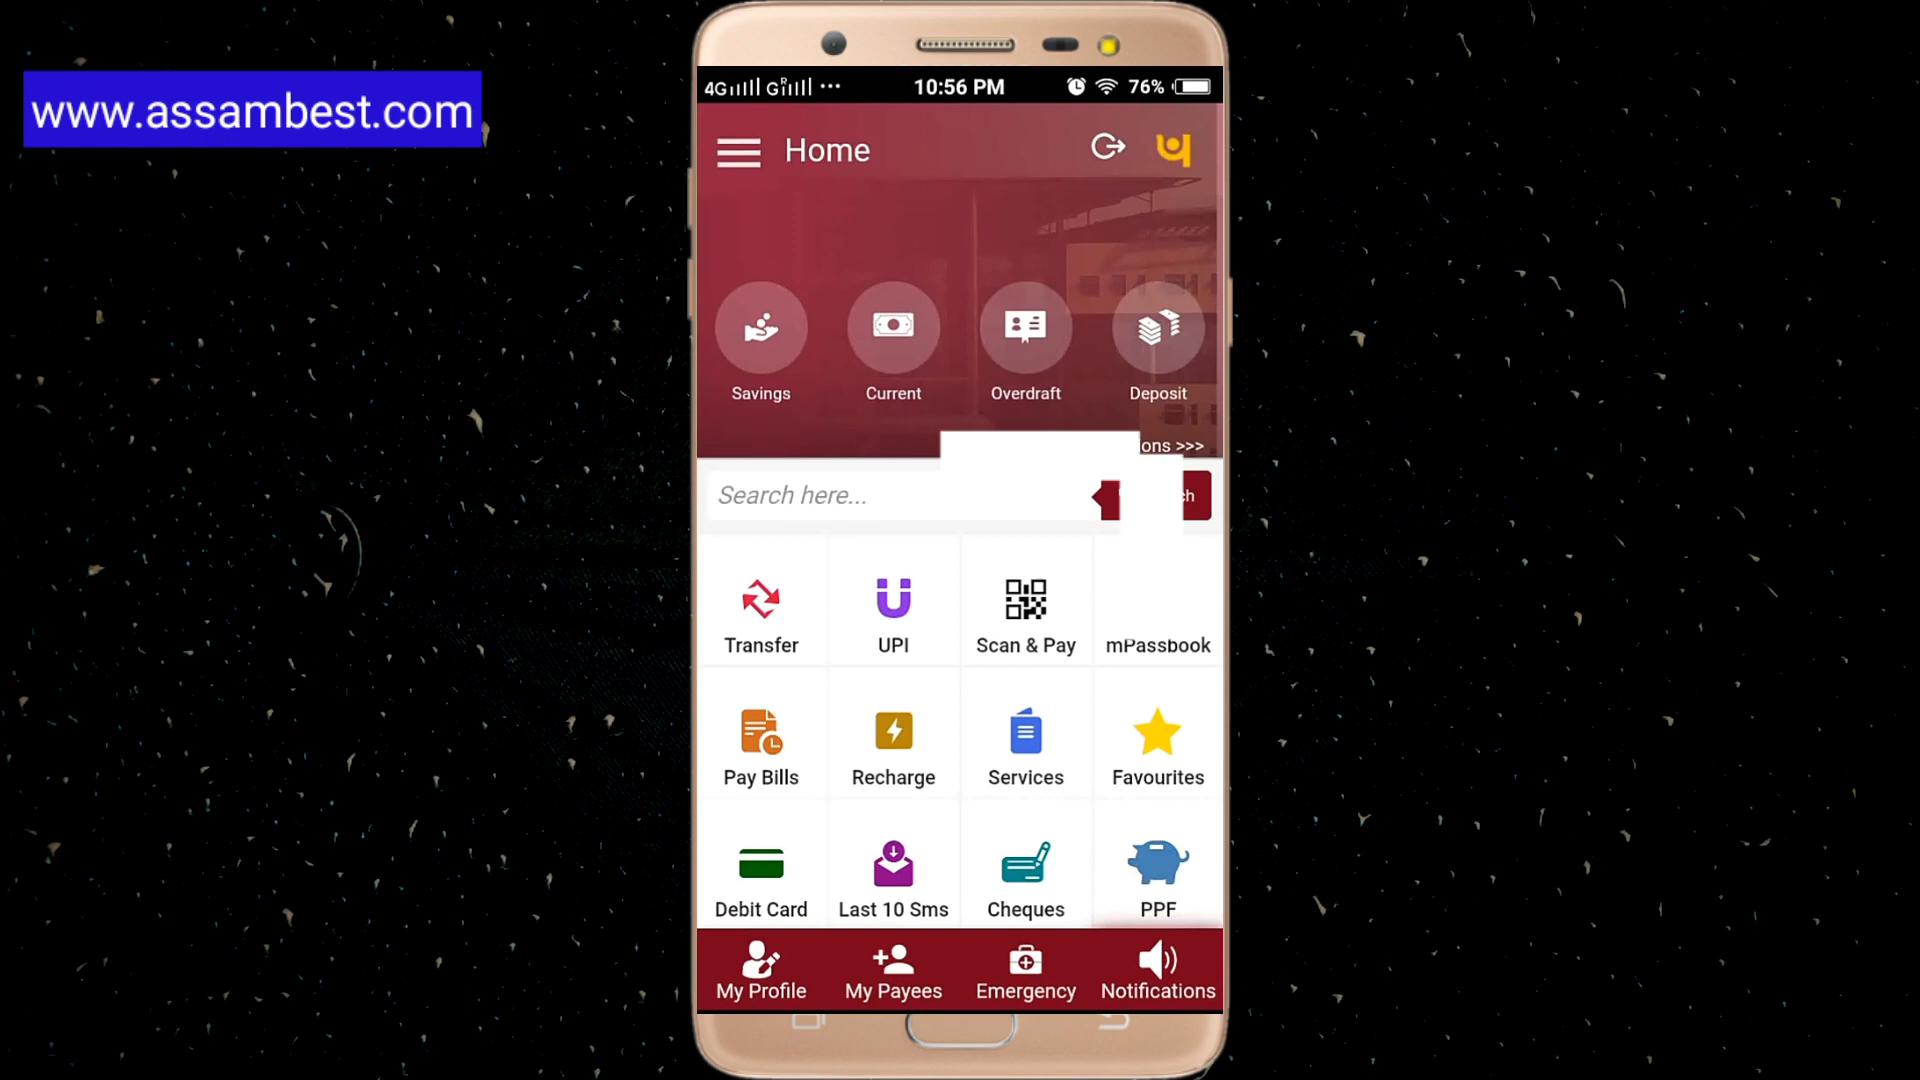 www.assambest.com
4G G R 10:56 PM 76%
Home
Savings Current Overdraft Deposit
>>>
Search here...
Transfer UPI Scan & Pay mPassbook
Pay Bills Recharge Services Favourites
Debit Card Last 10 Sms Cheques PPF
My Profile My Payees Emergency Notifications